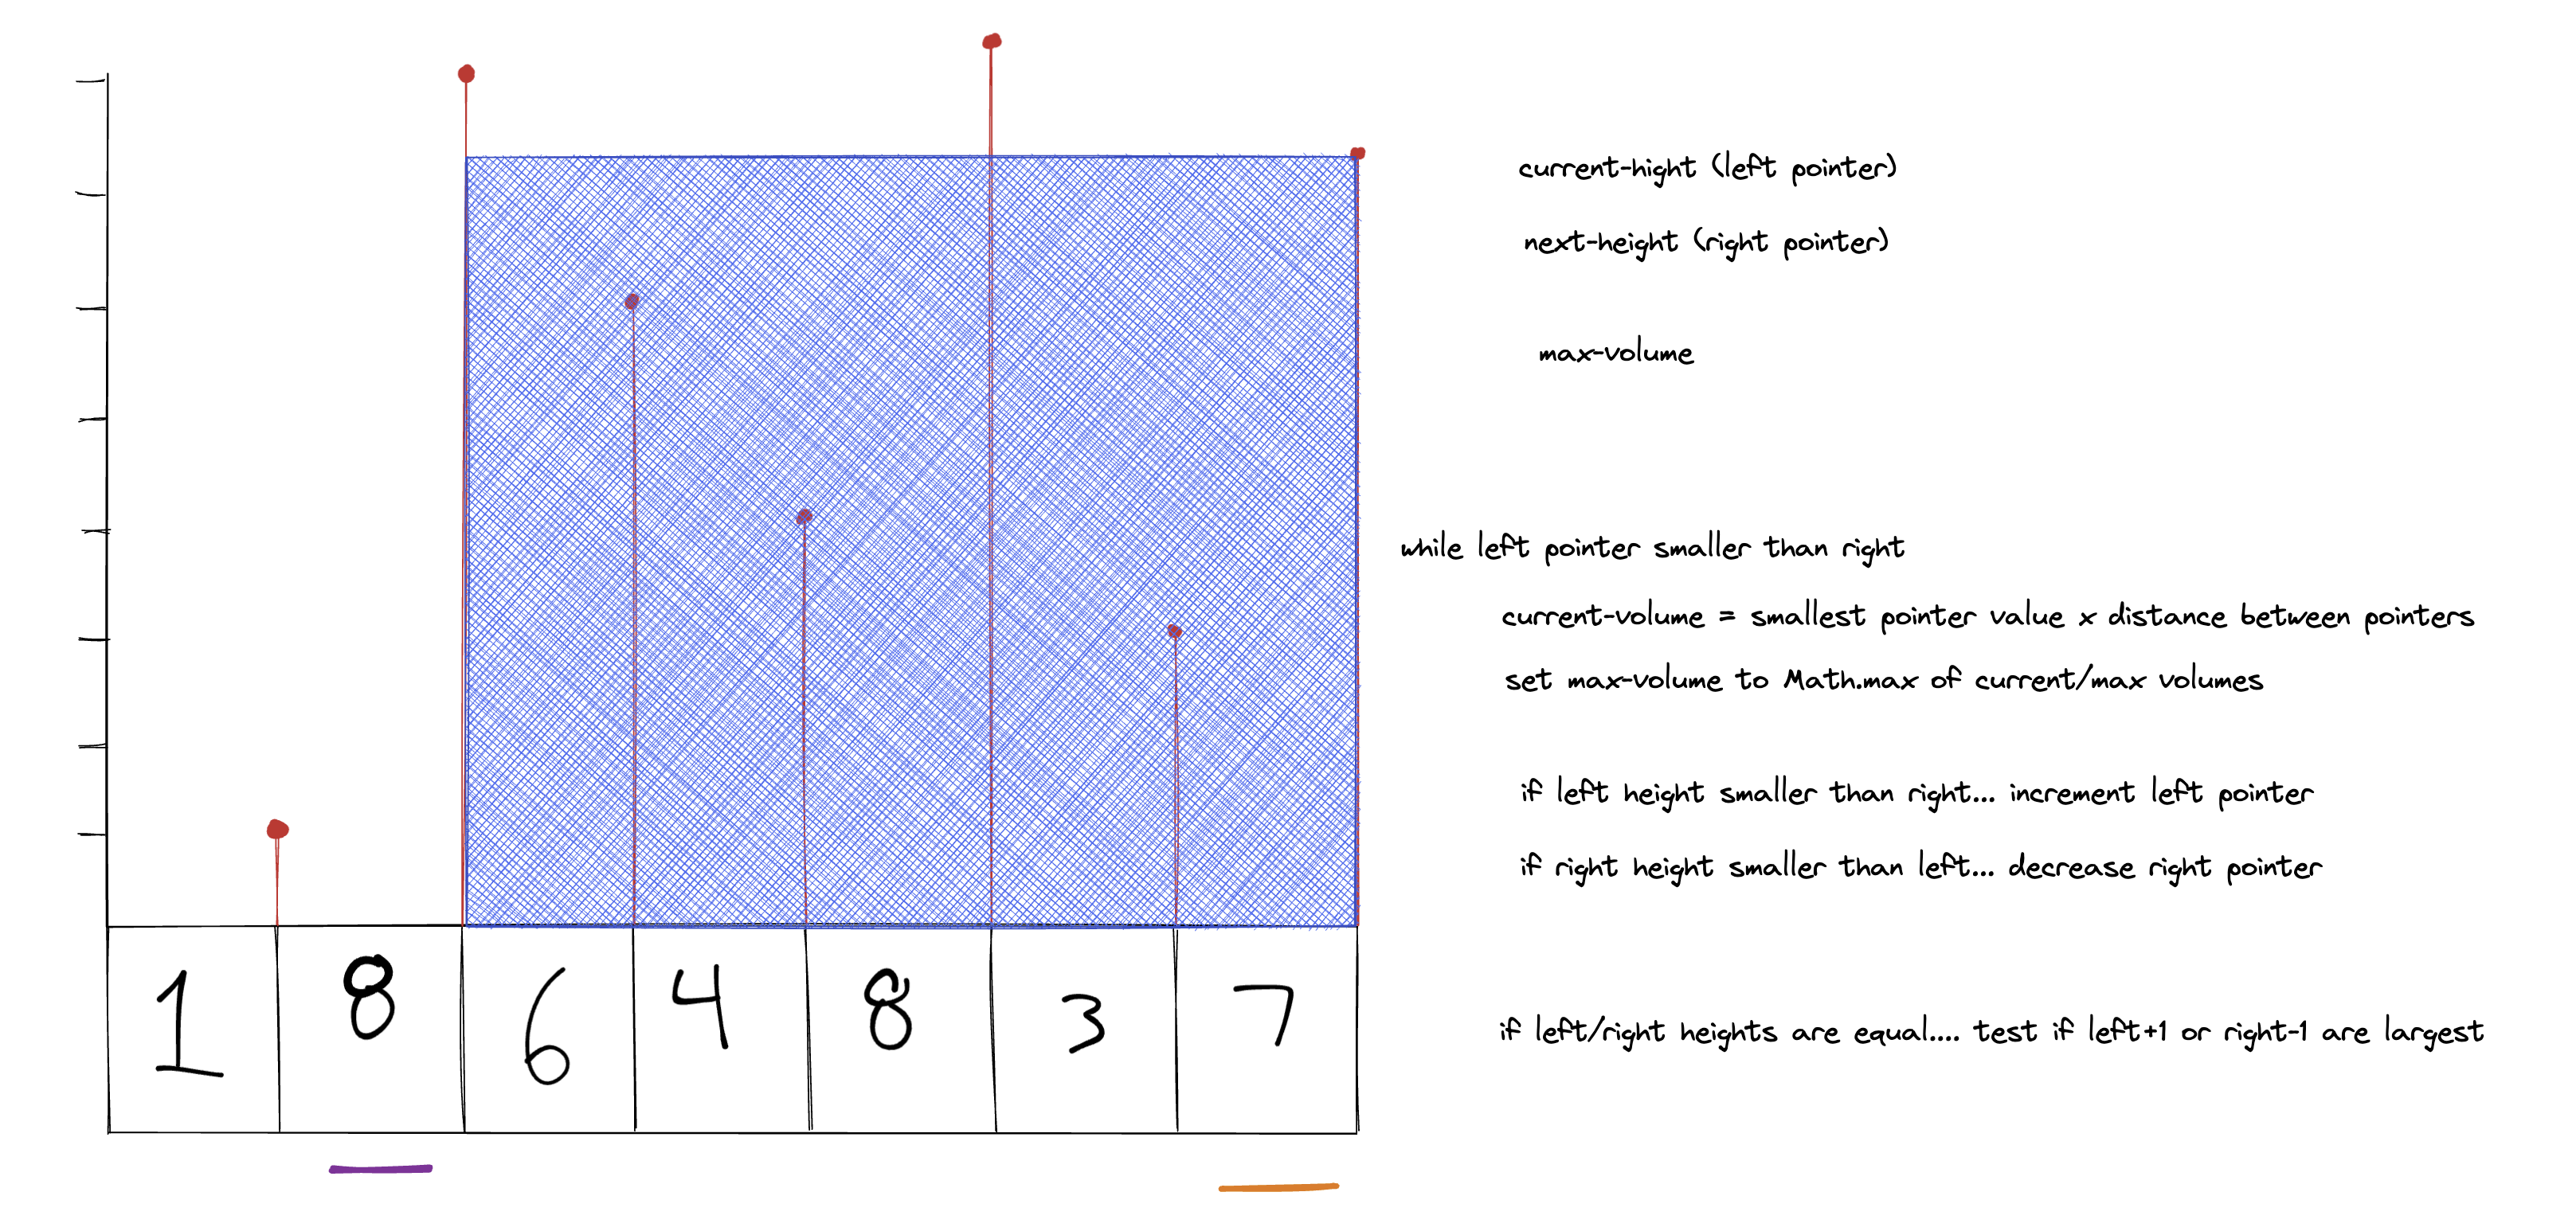 current-hight (left pointer)
next-height (right pointer)
max-volume
while left pointer smaller than right
current-volume = smallest pointer value x distance between pointers
set max-volume to Math.max of current/max volumes
if left height smaller than right... increment left pointer
if right height smaller than left... decrease right pointer
1 8 6 4 8 3 7
if left/right heights are equal.... test if left+1 or right-1 are largest